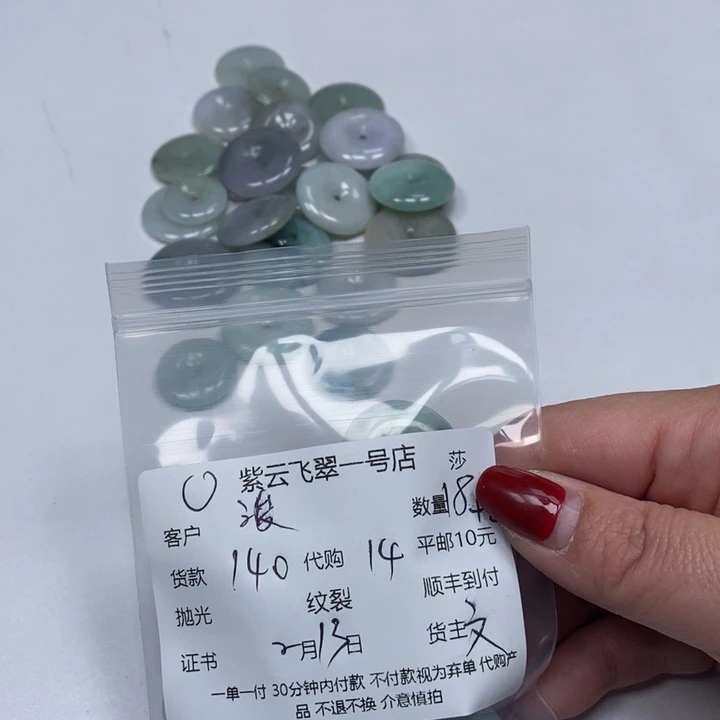 紫云飞翠一号店 莎
客户 数量18
货款 140 代购 14 平邮10元
抛光 纹裂 顺丰到付
证书 2月13日 货主文
一单一付 30分钟内付款 不付款视为弃单 代购产
品 不退不换 介意慎拍